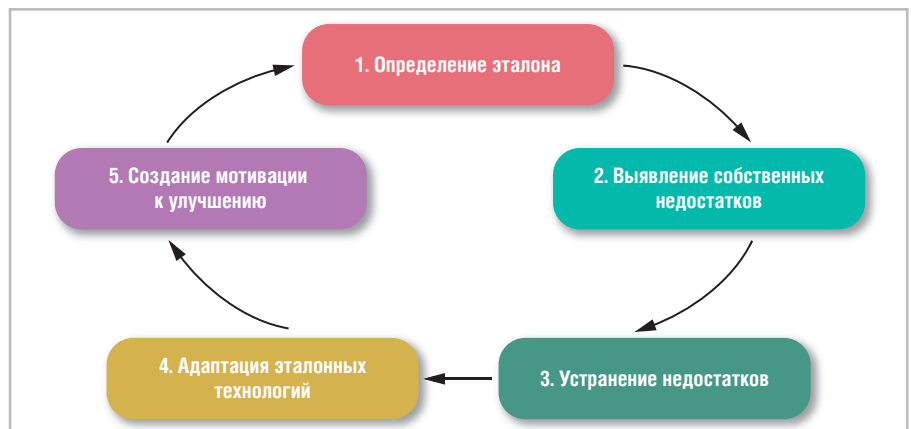 1. Определение эталона
2. Выявление собственных
недостатков
3. Устранение недостатков
4. Адаптация эталонных
технологий
5. Создание мотивации
к улучшению